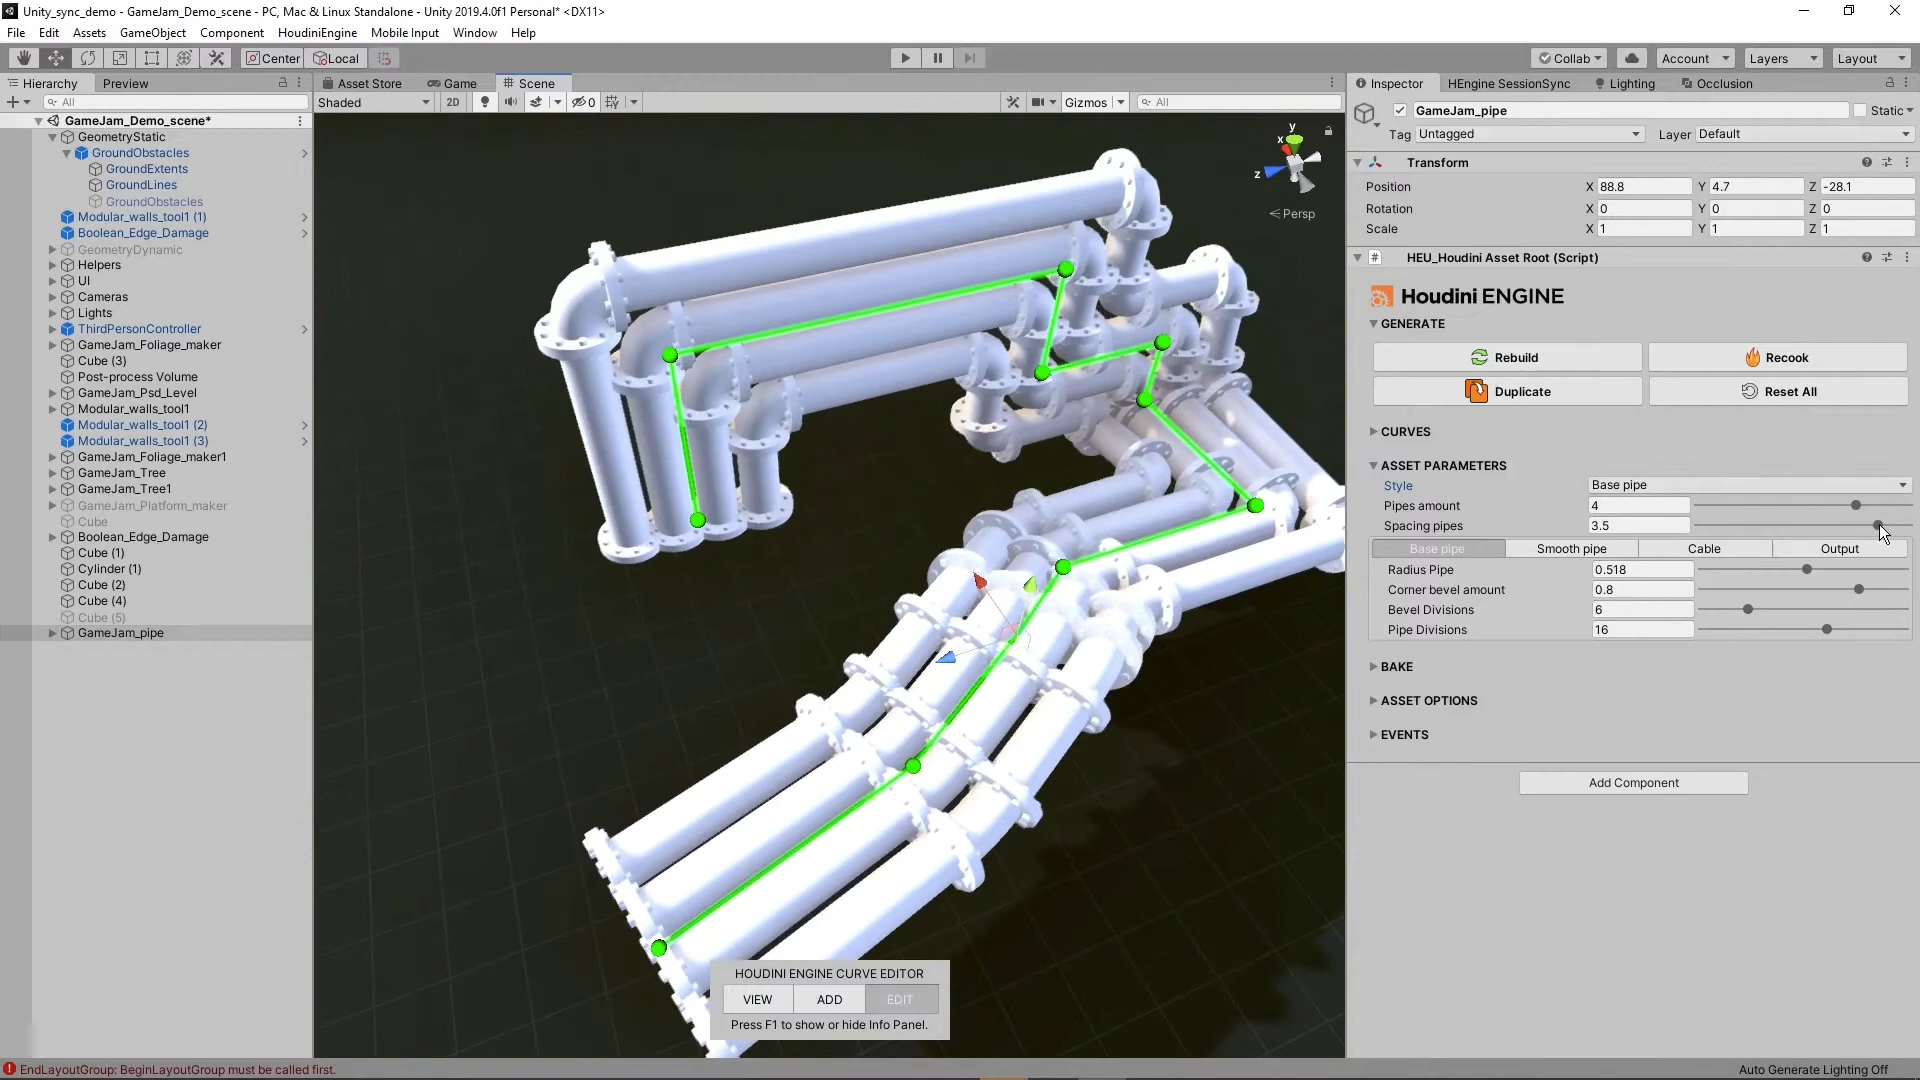 Unity_sync_demo - GameJam_Demo_scene - PC, Mac & Linux Standalone - Unity 2019.4.0f1 Personal* <DX11>
File Edit Assets GameObject Component HoudiniEngine Mobile Input Window Help
Center Local Collab Account Layers Layout
Hierarchy Preview
All
GameJam_Demo_scene*
GeometryStatic
GroundObstacles
GroundExtents
GroundLines
GroundObstacles
Modular_walls_tool1 (1)
Boolean_Edge_Damage
GeometryDynamic
Helpers
UI
Cameras
Lights
ThirdPersonController
GameJam_Foliage_maker
Cube (3)
Post-process Volume
GameJam_Psd_Level
Modular_walls_tool1
Modular_walls_tool1 (2)
Modular_walls_tool1 (3)
GameJam_Foliage_maker1
GameJam_Tree
GameJam_Tree1
GameJam_Platform_maker
Cube
Boolean_Edge_Damage
Cube (1)
Cylinder (1)
Cube (2)
Cube (4)
Cube (5)
GameJam_pipe
Asset Store Game Scene
Shaded 2D 0 Gizmos All
y
x
z
Persp
HOUDINI ENGINE CURVE EDITOR
VIEW ADD EDIT
Press F1 to show or hide Info Panel.
Inspector HEngine SessionSync Lighting Occlusion
GameJam_pipe Static
Tag Untagged Layer Default
Transform
Position X 88.8 Y 4.7 Z -28.1
Rotation X 0 Y 0 Z 0
Scale X 1 Y 1 Z 1
# HEU_Houdini Asset Root (Script)
Houdini ENGINE
GENERATE
Rebuild Recook
Duplicate Reset All
CURVES
ASSET PARAMETERS
Style Base pipe
Pipes amount 4
Spacing pipes 3.5
Base pipe Smooth pipe Cable Output
Radius Pipe 0.518
Corner bevel amount 0.8
Bevel Divisions 6
Pipe Divisions 16
BAKE
ASSET OPTIONS
EVENTS
Add Component
EndLayoutGroup: BeginLayoutGroup must be called first.
Auto Generate Lighting Off